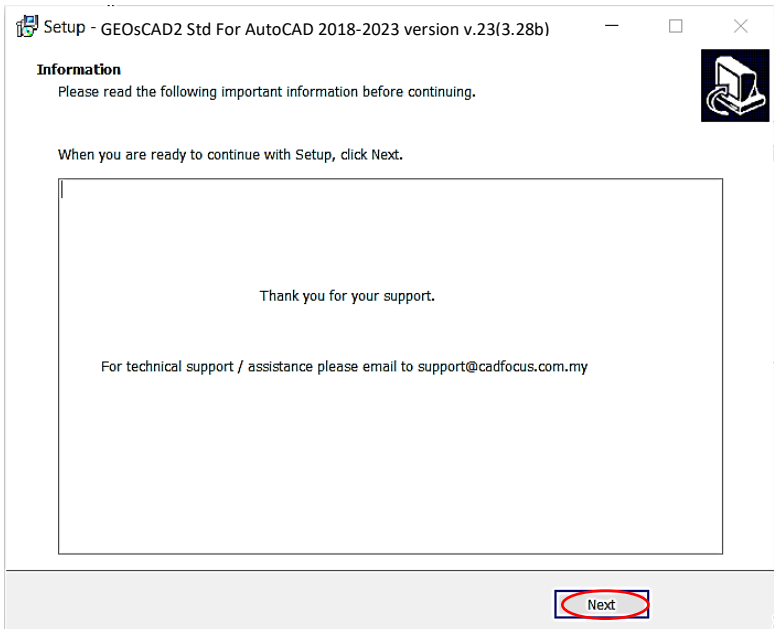 Setup - GEOsCAD2 Std For AutoCAD 2018-2023 version v.23(3.28b)
Information
Please read the following important information before continuing.
When you are ready to continue with Setup, click Next.
Thank you for your support.
For technical support / assistance please email to support@cadfocus.com.my
Next